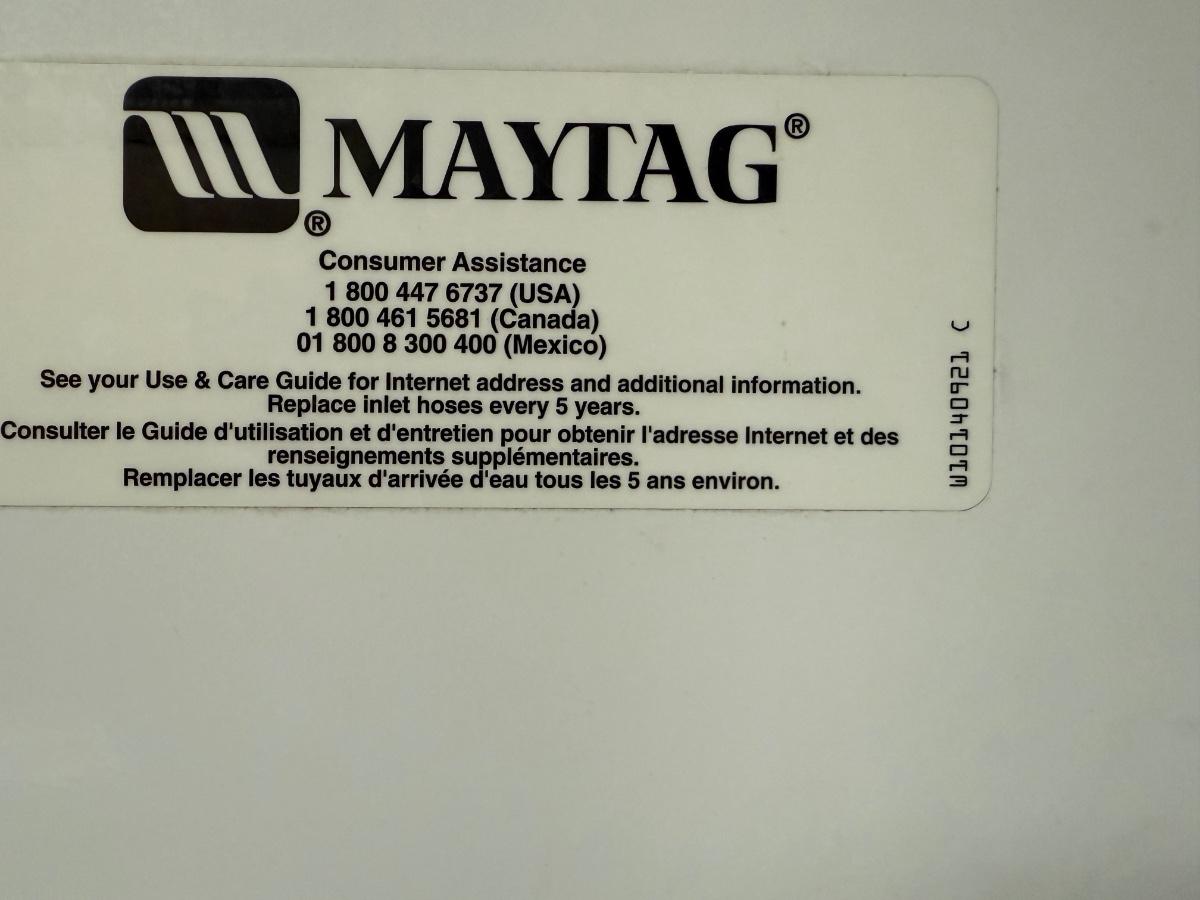 MAYTAG®
®
Consumer Assistance
1 800 447 6737 (USA)
1 800 461 5681 (Canada)
01 800 8 300 400 (Mexico)
See your Use & Care Guide for Internet address and additional information.
Replace inlet hoses every 5 years.
Consulter le Guide d'utilisation et d'entretien pour obtenir l'adresse Internet et des
renseignements supplémentaires.
Remplacer les tuyaux d'arrivée d'eau tous les 5 ans environ.
W10140921 C